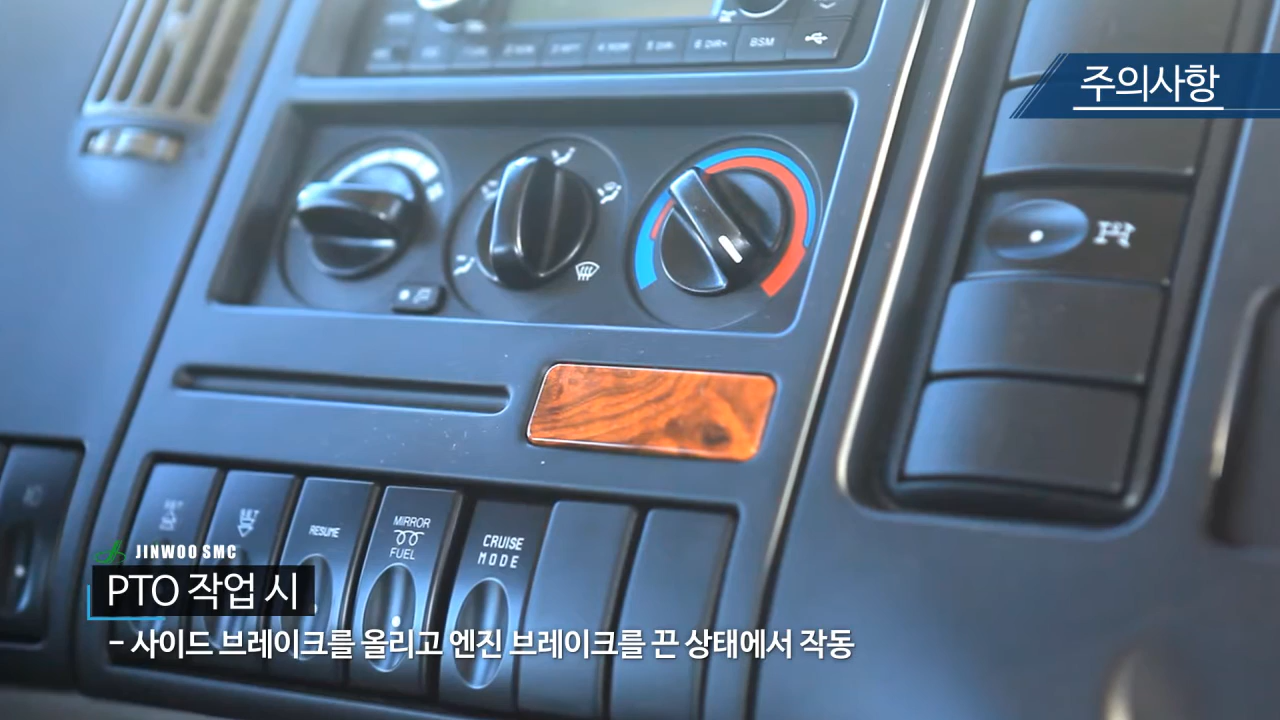 BSM
주의사항
RESUME
MIRROR
FUEL
CRUISE
MODE
JINWOO SMC
PTO 작업 시
- 사이드 브레이크를 올리고 엔진 브레이크를 끈 상태에서 작동